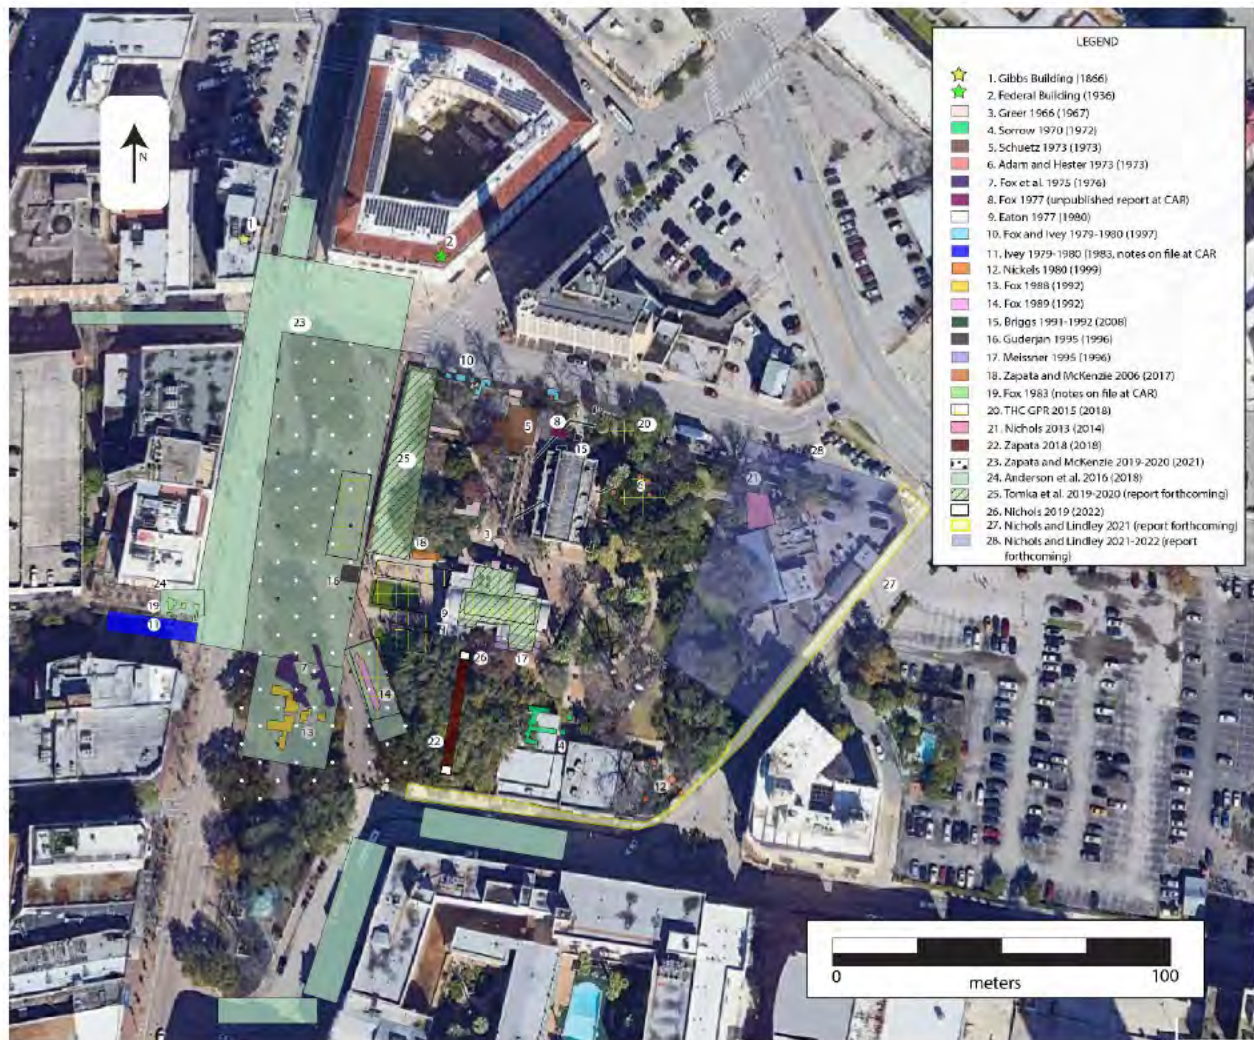 LEGEND
1. Gibbs Building (1866)
2. Federal Building (1936)
3. Greer 1966 (1967)
4. Sorrow 1970 (1972)
5. Schuetz 1973 (1973)
6. Adam and Hester 1973 (1973)
7. Fox et al. 1975 (1976)
8. Fox 1977 (unpublished report at CAR)
9. Eaton 1977 (1980)
10. Fox and Ivey 1979-1980 (1997)
11. Ivey 1979-1980 (1983, notes on file at CAR
12. Nickels 1980 (1999)
13. Fox 1988 (1992)
14. Fox 1989 (1992)
15. Briggs 1991-1992 (2008)
16. Guderjan 1995 (1996)
17. Meissner 1995 (1996)
18. Zapata and McKenzie 2006 (2017)
19. Fox 1983 (notes on file at CAR)
20. THC GPR 2015 (2018)
21. Nichols 2013 (2014)
22. Zapata 2018 (2018)
23. Zapata and McKenzie 2019-2020 (2021)
24. Anderson et al. 2016 (2018)
25. Tomka et al. 2019-2020 (report forthcoming)
26. Nichols 2019 (2022)
27. Nichols and Lindley 2021 (report forthcoming)
28. Nichols and Lindley 2021-2022 (report
forthcoming)
N
1
2
23
10
5
8
20
15
28
25
6
21
3
18
16
24
27
19
9
11
26
17
7
14
13
22
4
12
0
100
meters